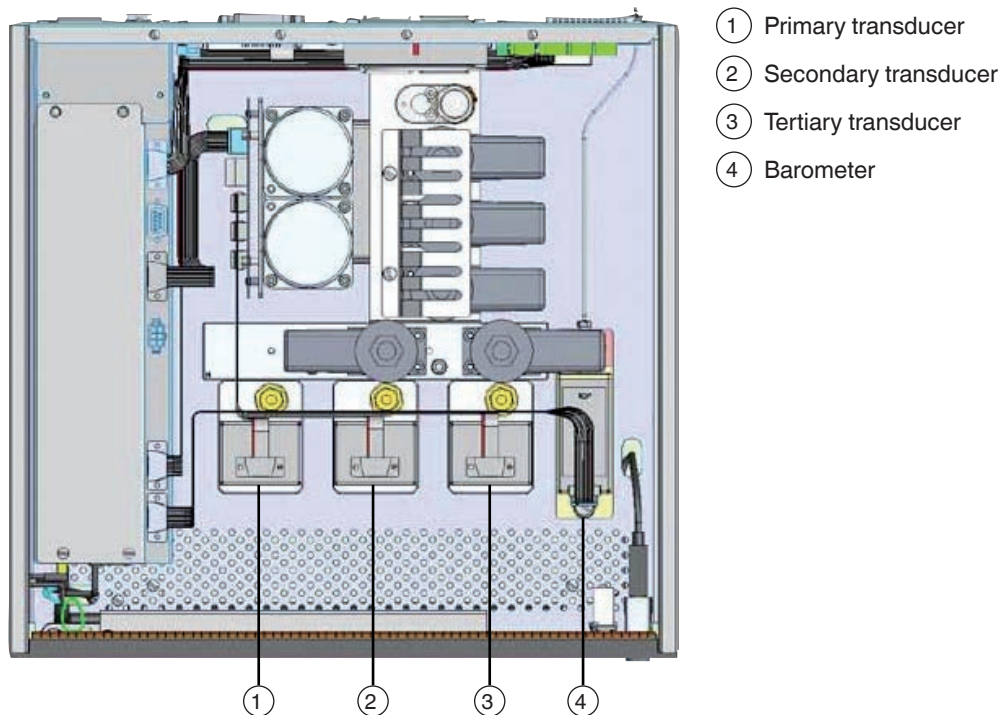 1 Primary transducer
2 Secondary transducer
3 Tertiary transducer
4 Barometer
1 2 3 4